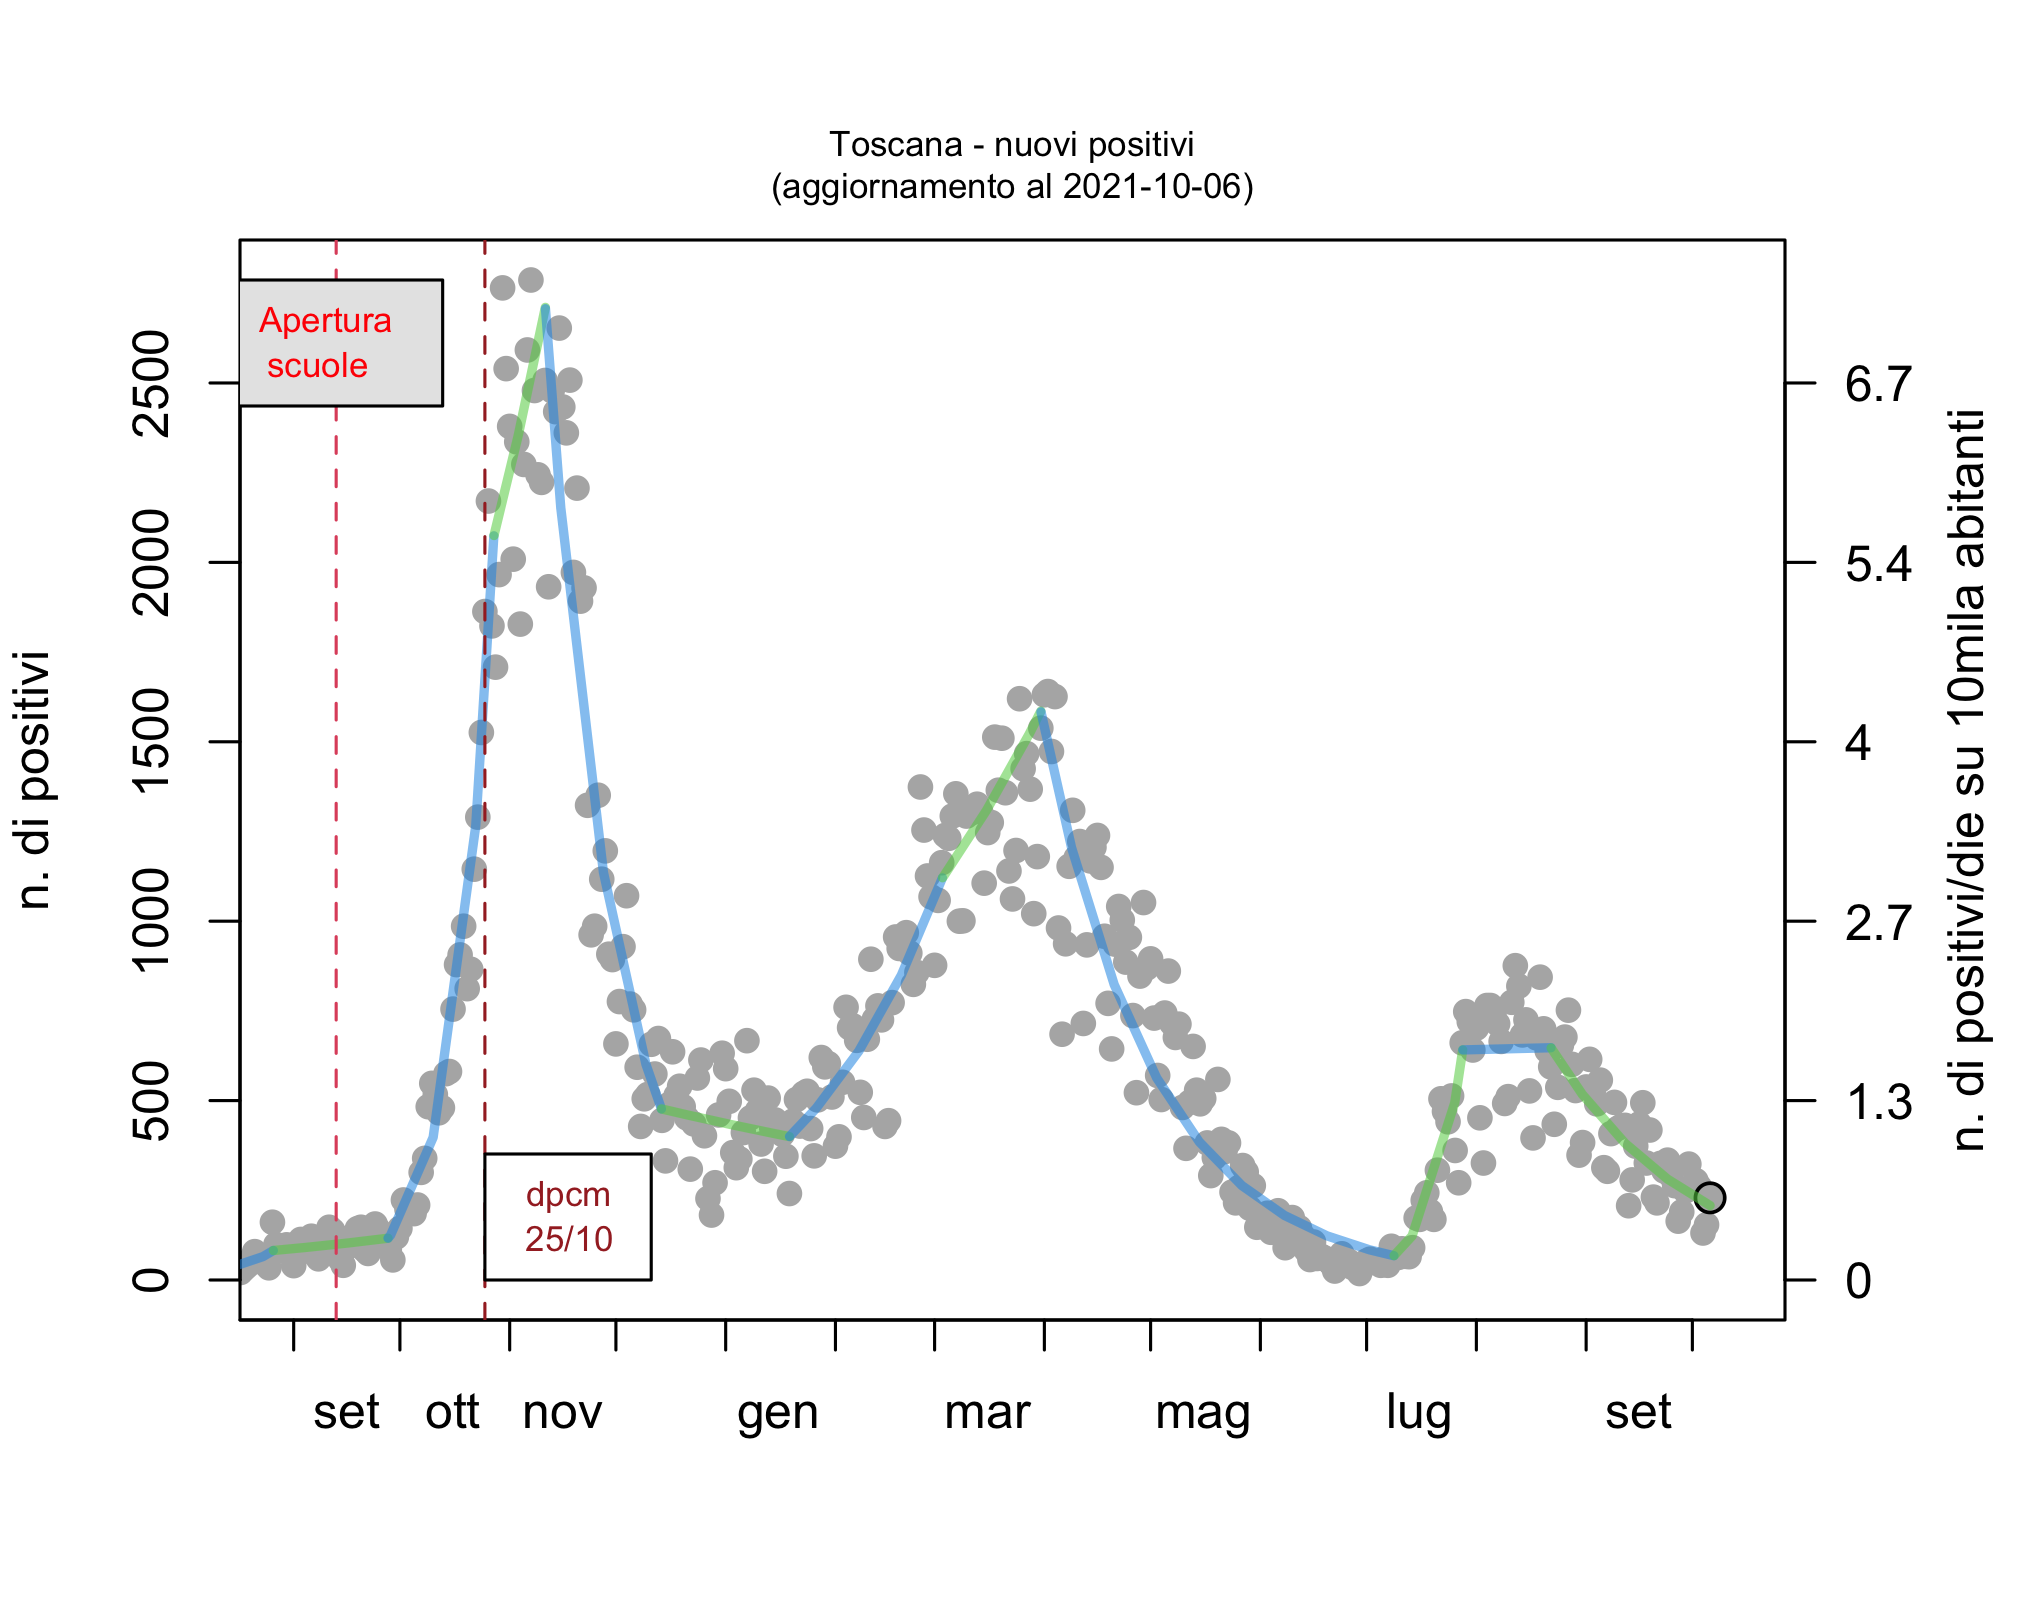 Toscana - nuovi positivi
(aggiornamento al 2021-10-06)
Apertura
scuole
dpcm
25/10
n. di positivi
0
500
1000
1500
2000
2500
6.7
5.4
4
2.7
1.3
0
n. di positivi/die su 10mila abitanti
set ott nov gen mar mag lug set